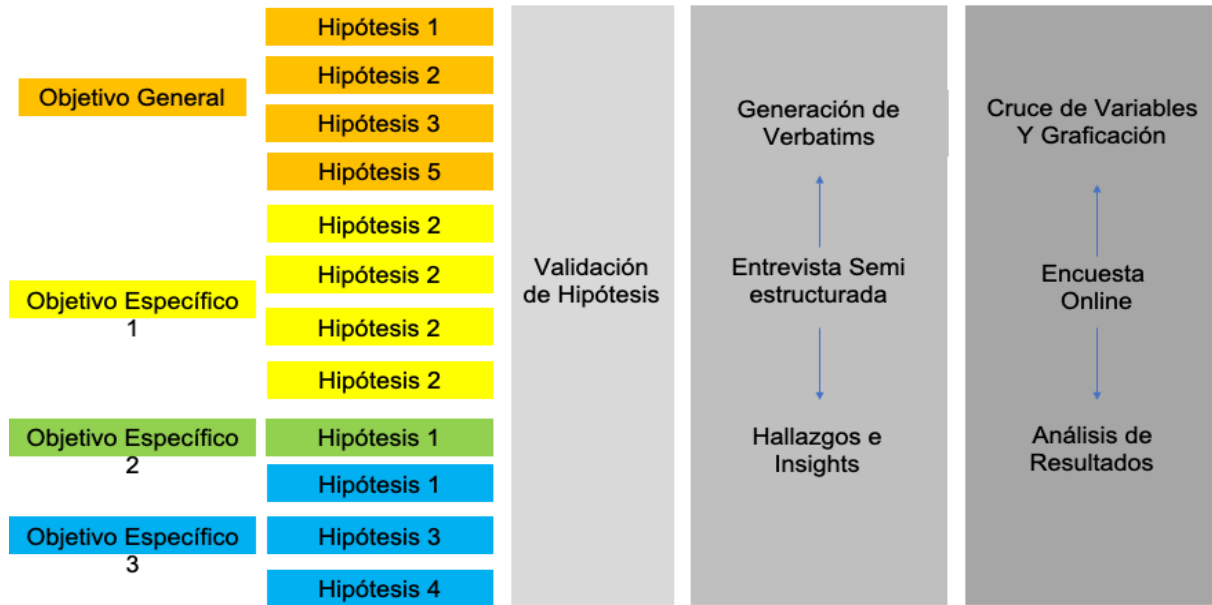 Objetivo General
Hipótesis 1
Hipótesis 2
Hipótesis 3
Hipótesis 5
Objetivo Específico
1
Hipótesis 2
Hipótesis 2
Hipótesis 2
Hipótesis 2
Objetivo Específico
2
Hipótesis 1
Objetivo Específico
3
Hipótesis 1
Hipótesis 3
Hipótesis 4
Validación
de Hipótesis
Generación de
Verbatims
Entrevista Semi
estructurada
Hallazgos e
Insights
Cruce de Variables
Y Graficación
Encuesta
Online
Análisis de
Resultados